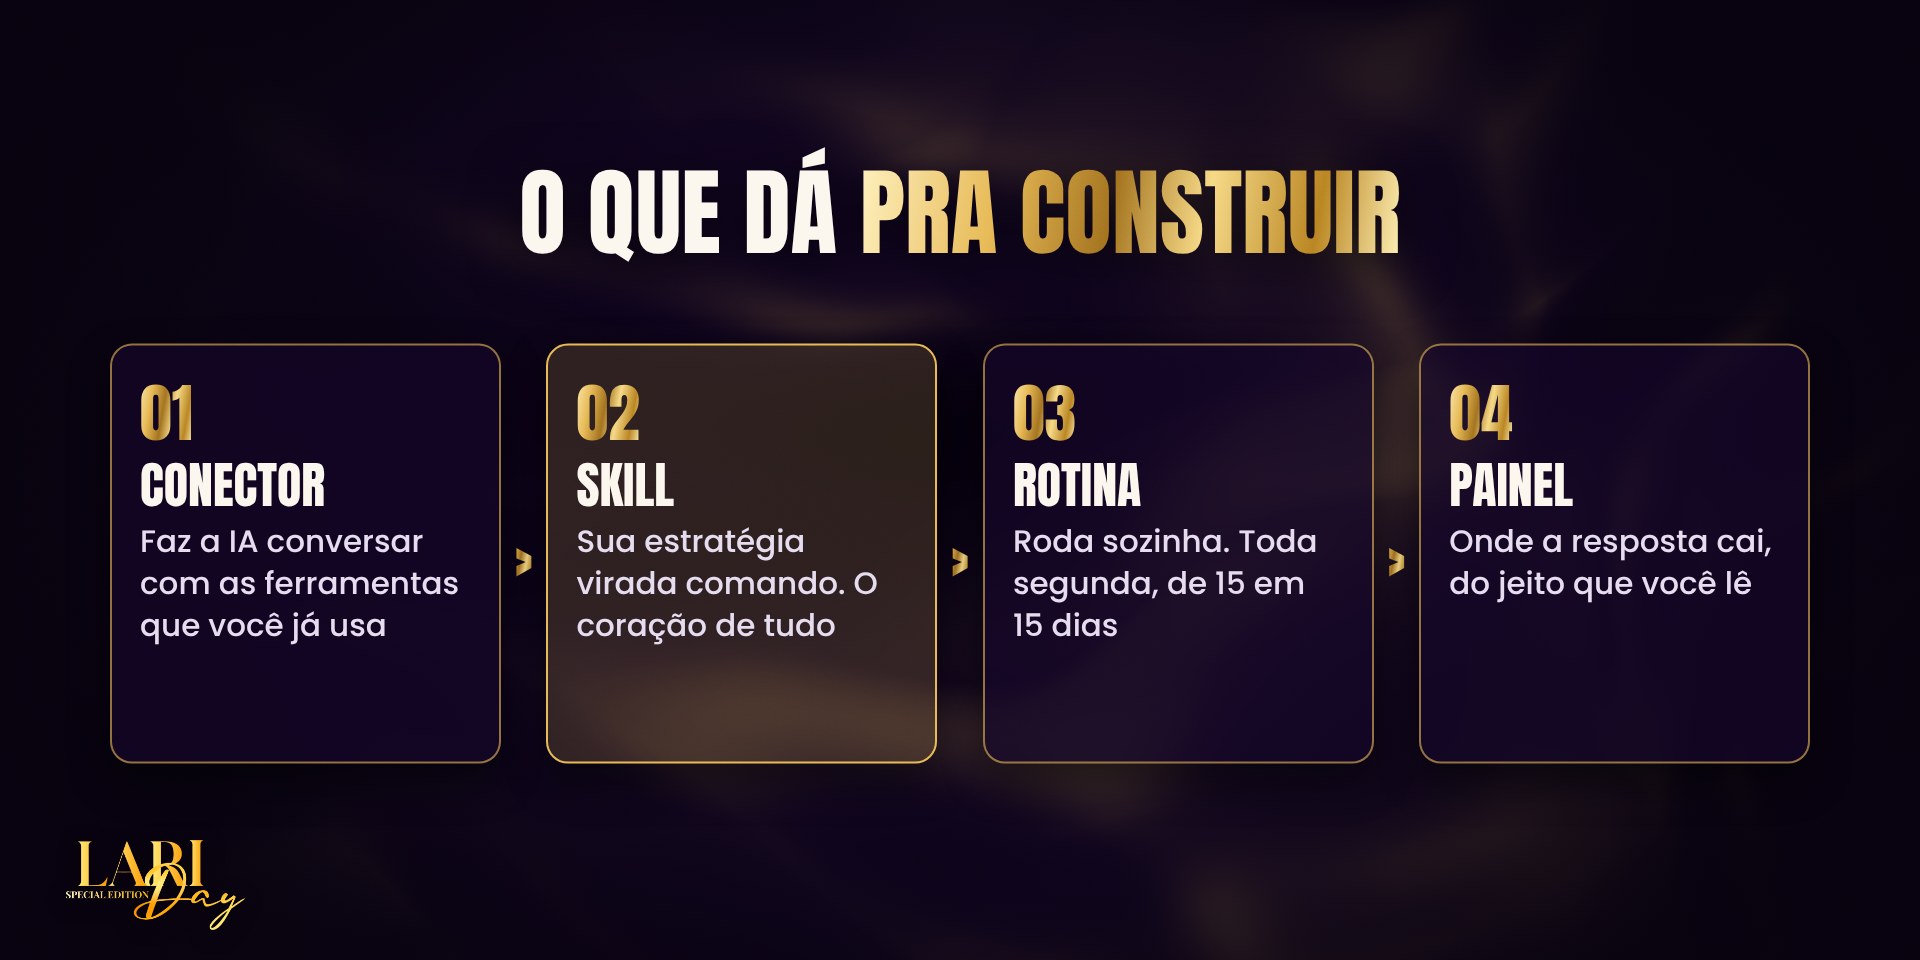 O QUE DÁ PRA CONSTRUIR
01
CONECTOR
Faz a IA conversar
com as ferramentas
que você já usa
>
02
SKILL
Sua estratégia
virada comando. O
coração de tudo
>
03
ROTINA
Roda sozinha. Toda
segunda, de 15 em
15 dias
>
04
PAINEL
Onde a resposta cai,
do jeito que você lê
LABI
SPECIAL EDITION
Day